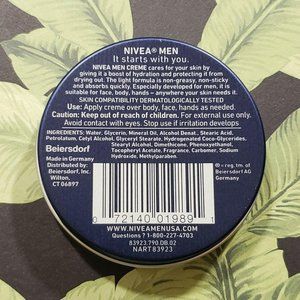 NIVEA® MEN
It starts with you.
NIVEA MEN CREME cares for your skin by
giving it a boost of hydration and protecting it from
drying out. The light formula is non-greasy, non-sticky
and absorbs quickly. Especially developed for men, it is
suitable for face, body, hands – anywhere your skin needs it.
SKIN COMPATIBILITY DERMATOLOGICALLY TESTED
Use: Apply creme over body, face, hands as needed.
Caution: Keep out of reach of children. For external use only.
Avoid contact with eyes. Stop use if irritation develops
INGREDIENTS: Water, Glycerin, Mineral Oil, Alcohol Denat., Stearic Acid,
Petrolatum, Cetyl Alcohol, Glyceryl Stearate, Hydrogenated Coco-Glycerides,
Stearyl Alcohol, Dimethicone, Phenoxyethanol,
Tocopheryl Acetate, Fragrance, Carbomer, Sodium
Hydroxide, Methylparaben.
Beiersdorf
Made in Germany
Distributed by:
Beiersdorf, Inc.
Wilton,
CT 06897
® = reg. tm. of
Beiersdorf AG
/Germany
0 72140 01989 1
WWW.NIVEAMENUSA.COM
Questions ? 1-800-227-4703
83923.790.DB.02
NART83923